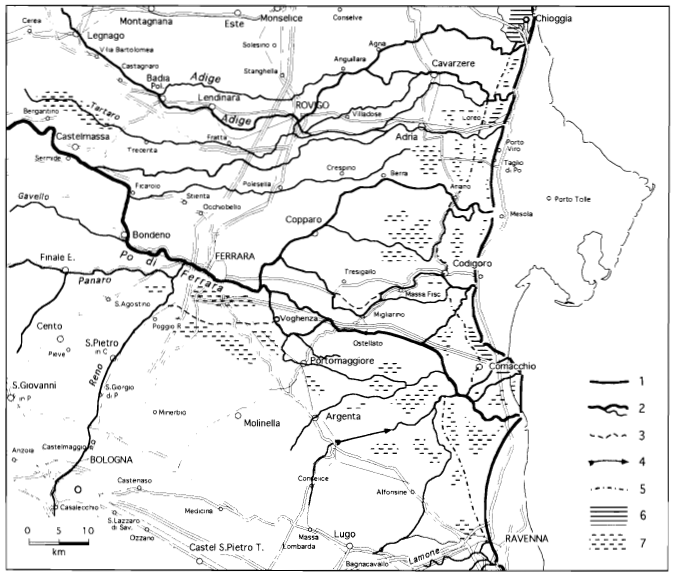 Cerea
Montagnana
Este
Monselice
Conselve
Chioggia
Legnago
Villa Bartolomea
Solesino
Agna
Castagnaro
Stanghella
Anguillara
Cavarzere
Badia
Pol.
Adige
Lendinara
ROVIGO
Bergantino
Tartaro
Adige
Villadose
Loreo
Castelmassa
Fratta
Adria
Trecenta
Porto
Viro
Sermide
Crespino
Berra
Taglio
di Po
Ficarolo
Polesella
Ariano
Porto Tolle
Gavello
Stienta
Occhiobello
Copparo
Mesola
Bondeno
Finale E.
Po di
Ferrara
FERRARA
Codigoro
Panaro
Tresigallo
Massa Fisc.
S.Agostino
Poggio R.
Voghenza
Migliarino
Cento
Ostellato
Pieve
S.Pietro
in C.
Portomaggiore
Comacchio
Reno
S.Giovanni
in P.
S.Giorgio
di P.
Minerbio
Molinella
Argenta
Anzola
Castelmaggiore
BOLOGNA
Conselice
Castenaso
Alfonsine
Casalecchio
Medicina
S.Lazzaro
di Sav.
Ozzano
Massa
Lombarda
Lugo
RAVENNA
Castel S.Pietro T.
Bagnacavallo
Lamone
0 5 10
km
1
2
3
4
5
6
7